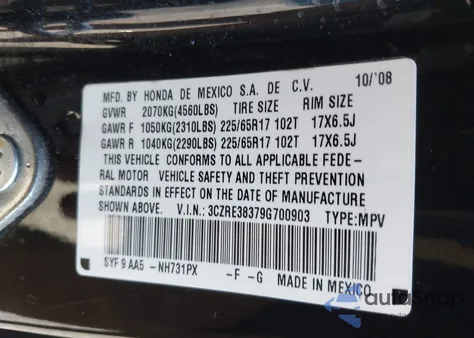 MFD. BY HONDA DE MEXICO S.A. DE C.V. 10/'08
GVWR 2070KG(4560LBS) TIRE SIZE RIM SIZE
GAWR F 1050KG(2310LBS) 225/65R17 102T 17X6.5J
GAWR R 1040KG(2290LBS) 225/65R17 102T 17X6.5J
THIS VEHICLE CONFORMS TO ALL APPLICABLE FEDE-
RAL MOTOR VEHICLE SAFETY AND THEFT PREVENTION
STANDARDS IN EFFECT ON THE DATE OF MANUFACTURE
SHOWN ABOVE. V.I.N.: 3CZRE38379G700903 TYPE:MPV
SYF 9 AA5 -NH731PX -F -G MADE IN MEXICO
autoSnap